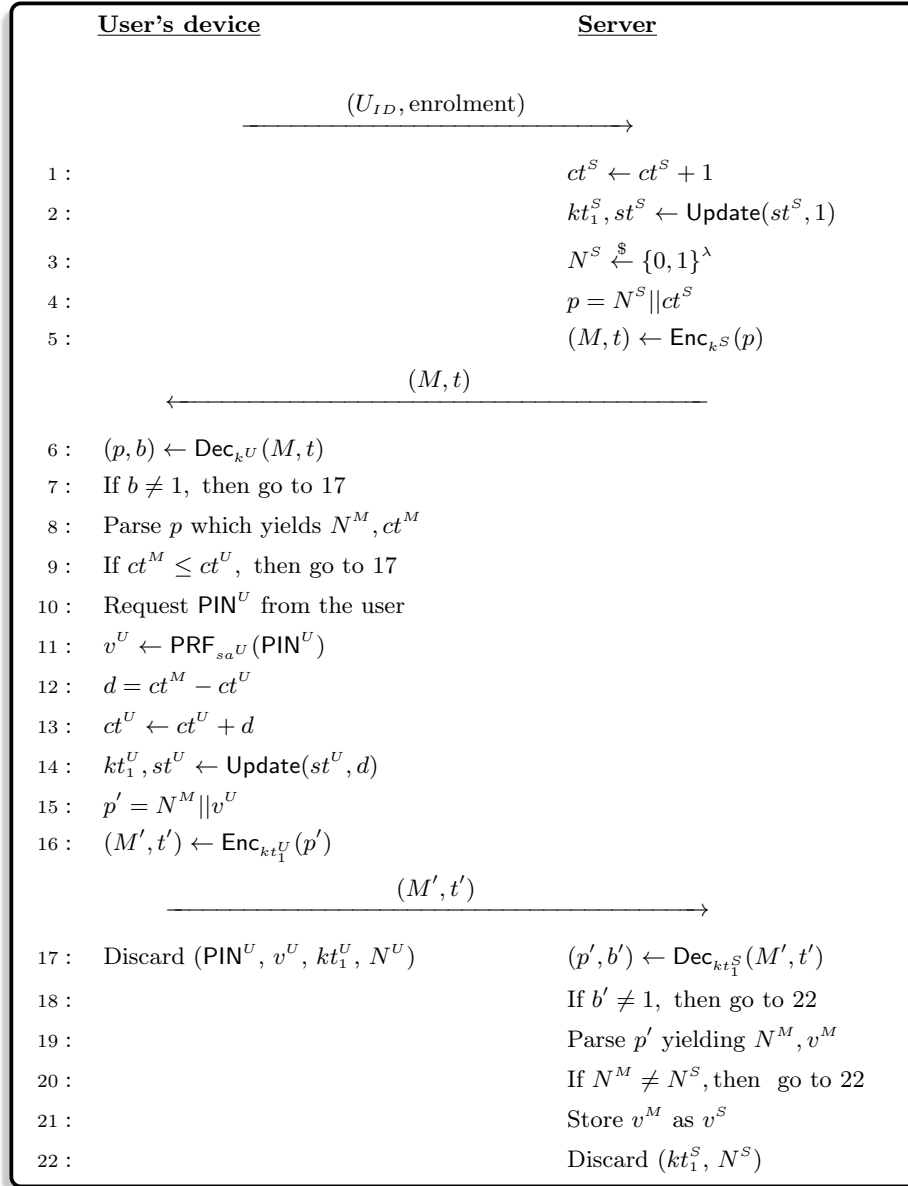 User's device Server
(U_{ID}, enrolment)
1 : ct^S ← ct^S + 1
2 : kt_1^S, st^S ← Update(st^S, 1)
3 : N^S ←$ {0, 1}^λ
4 : p = N^S||ct^S
5 : (M, t) ← Enc_{k^S}(p)
(M, t)
6 : (p, b) ← Dec_{k^U}(M, t)
7 : If b ≠ 1, then go to 17
8 : Parse p which yields N^M, ct^M
9 : If ct^M ≤ ct^U, then go to 17
10 : Request PIN^U from the user
11 : v^U ← PRF_{sa^U}(PIN^U)
12 : d = ct^M − ct^U
13 : ct^U ← ct^U + d
14 : kt_1^U, st^U ← Update(st^U, d)
15 : p' = N^M||v^U
16 : (M', t') ← Enc_{kt_1^U}(p')
(M', t')
17 : Discard (PIN^U, v^U, kt_1^U, N^U) (p', b') ← Dec_{kt_1^S}(M', t')
18 : If b' ≠ 1, then go to 22
19 : Parse p' yielding N^M, v^M
20 : If N^M ≠ N^S, then go to 22
21 : Store v^M as v^S
22 : Discard (kt_1^S, N^S)